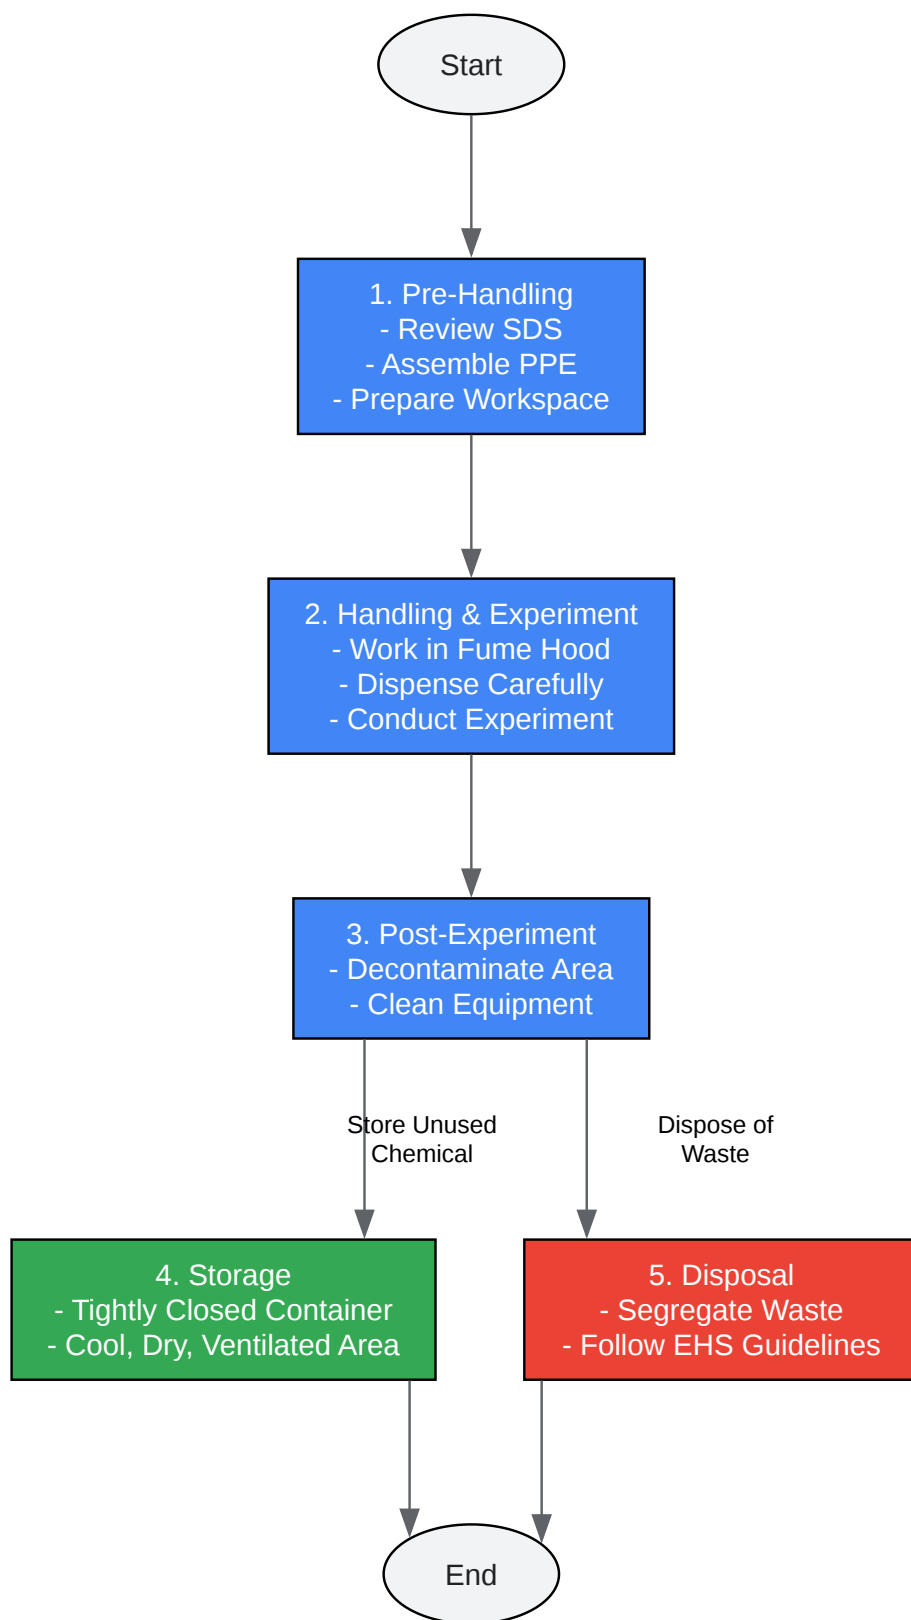 Start
1. Pre-Handling
- Review SDS
- Assemble PPE
- Prepare Workspace
2. Handling & Experiment
- Work in Fume Hood
- Dispense Carefully
- Conduct Experiment
3. Post-Experiment
- Decontaminate Area
- Clean Equipment
Store Unused
Chemical
Dispose of
Waste
4. Storage
- Tightly Closed Container
- Cool, Dry, Ventilated Area
5. Disposal
- Segregate Waste
- Follow EHS Guidelines
End